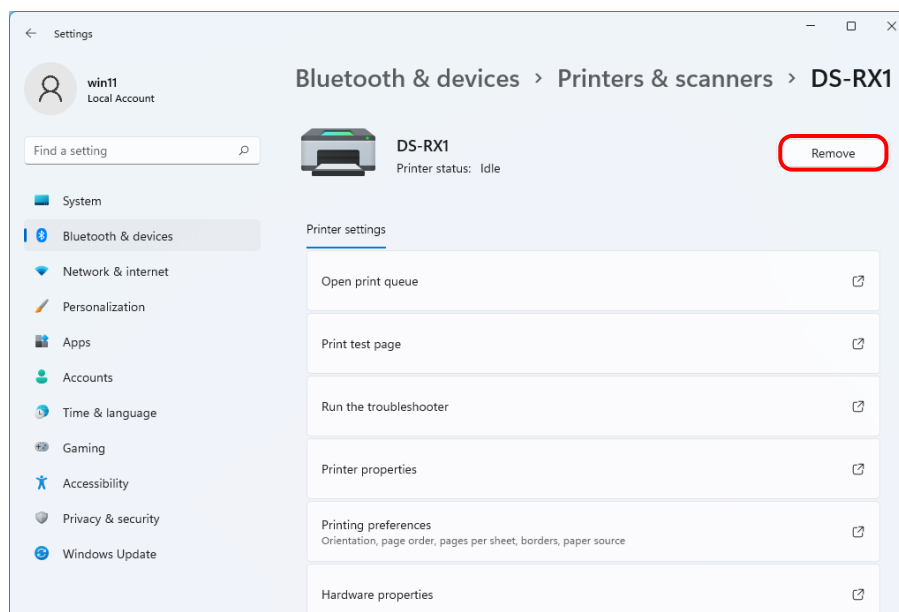 Settings
win11
Local Account
Find a setting
System
Bluetooth & devices
Network & internet
Personalization
Apps
Accounts
Time & language
Gaming
Accessibility
Privacy & security
Windows Update
Bluetooth & devices > Printers & scanners > DS-RX1
DS-RX1
Printer status: Idle
Remove
Printer settings
Open print queue
Print test page
Run the troubleshooter
Printer properties
Printing preferences
Orientation, page order, pages per sheet, borders, paper source
Hardware properties